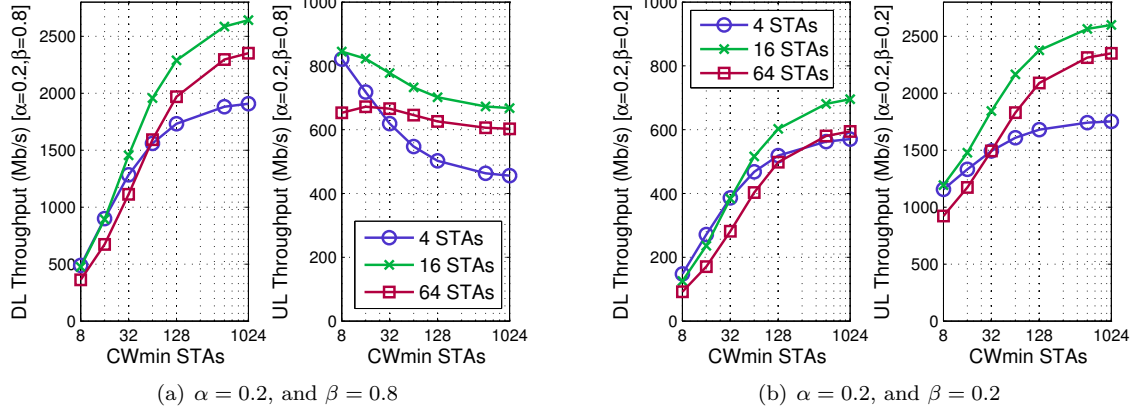 DL Throughput (Mb/s) [α=0.2,β=0.8]
2500
2000
1500
1000
500
0
8 32 128 1024
CWmin STAs
UL Throughput (Mb/s) [α=0.2,β=0.8]
1000
800
600
400
200
0
4 STAs
16 STAs
64 STAs
8 32 128 1024
CWmin STAs
(a) α = 0.2, and β = 0.8
DL Throughput (Mb/s) [α=0.2,β=0.2]
1000
800
600
400
200
0
4 STAs
16 STAs
64 STAs
8 32 128 1024
CWmin STAs
UL Throughput (Mb/s) [α=0.2,β=0.2]
2500
2000
1500
1000
500
0
8 32 128 1024
CWmin STAs
(b) α = 0.2, and β = 0.2